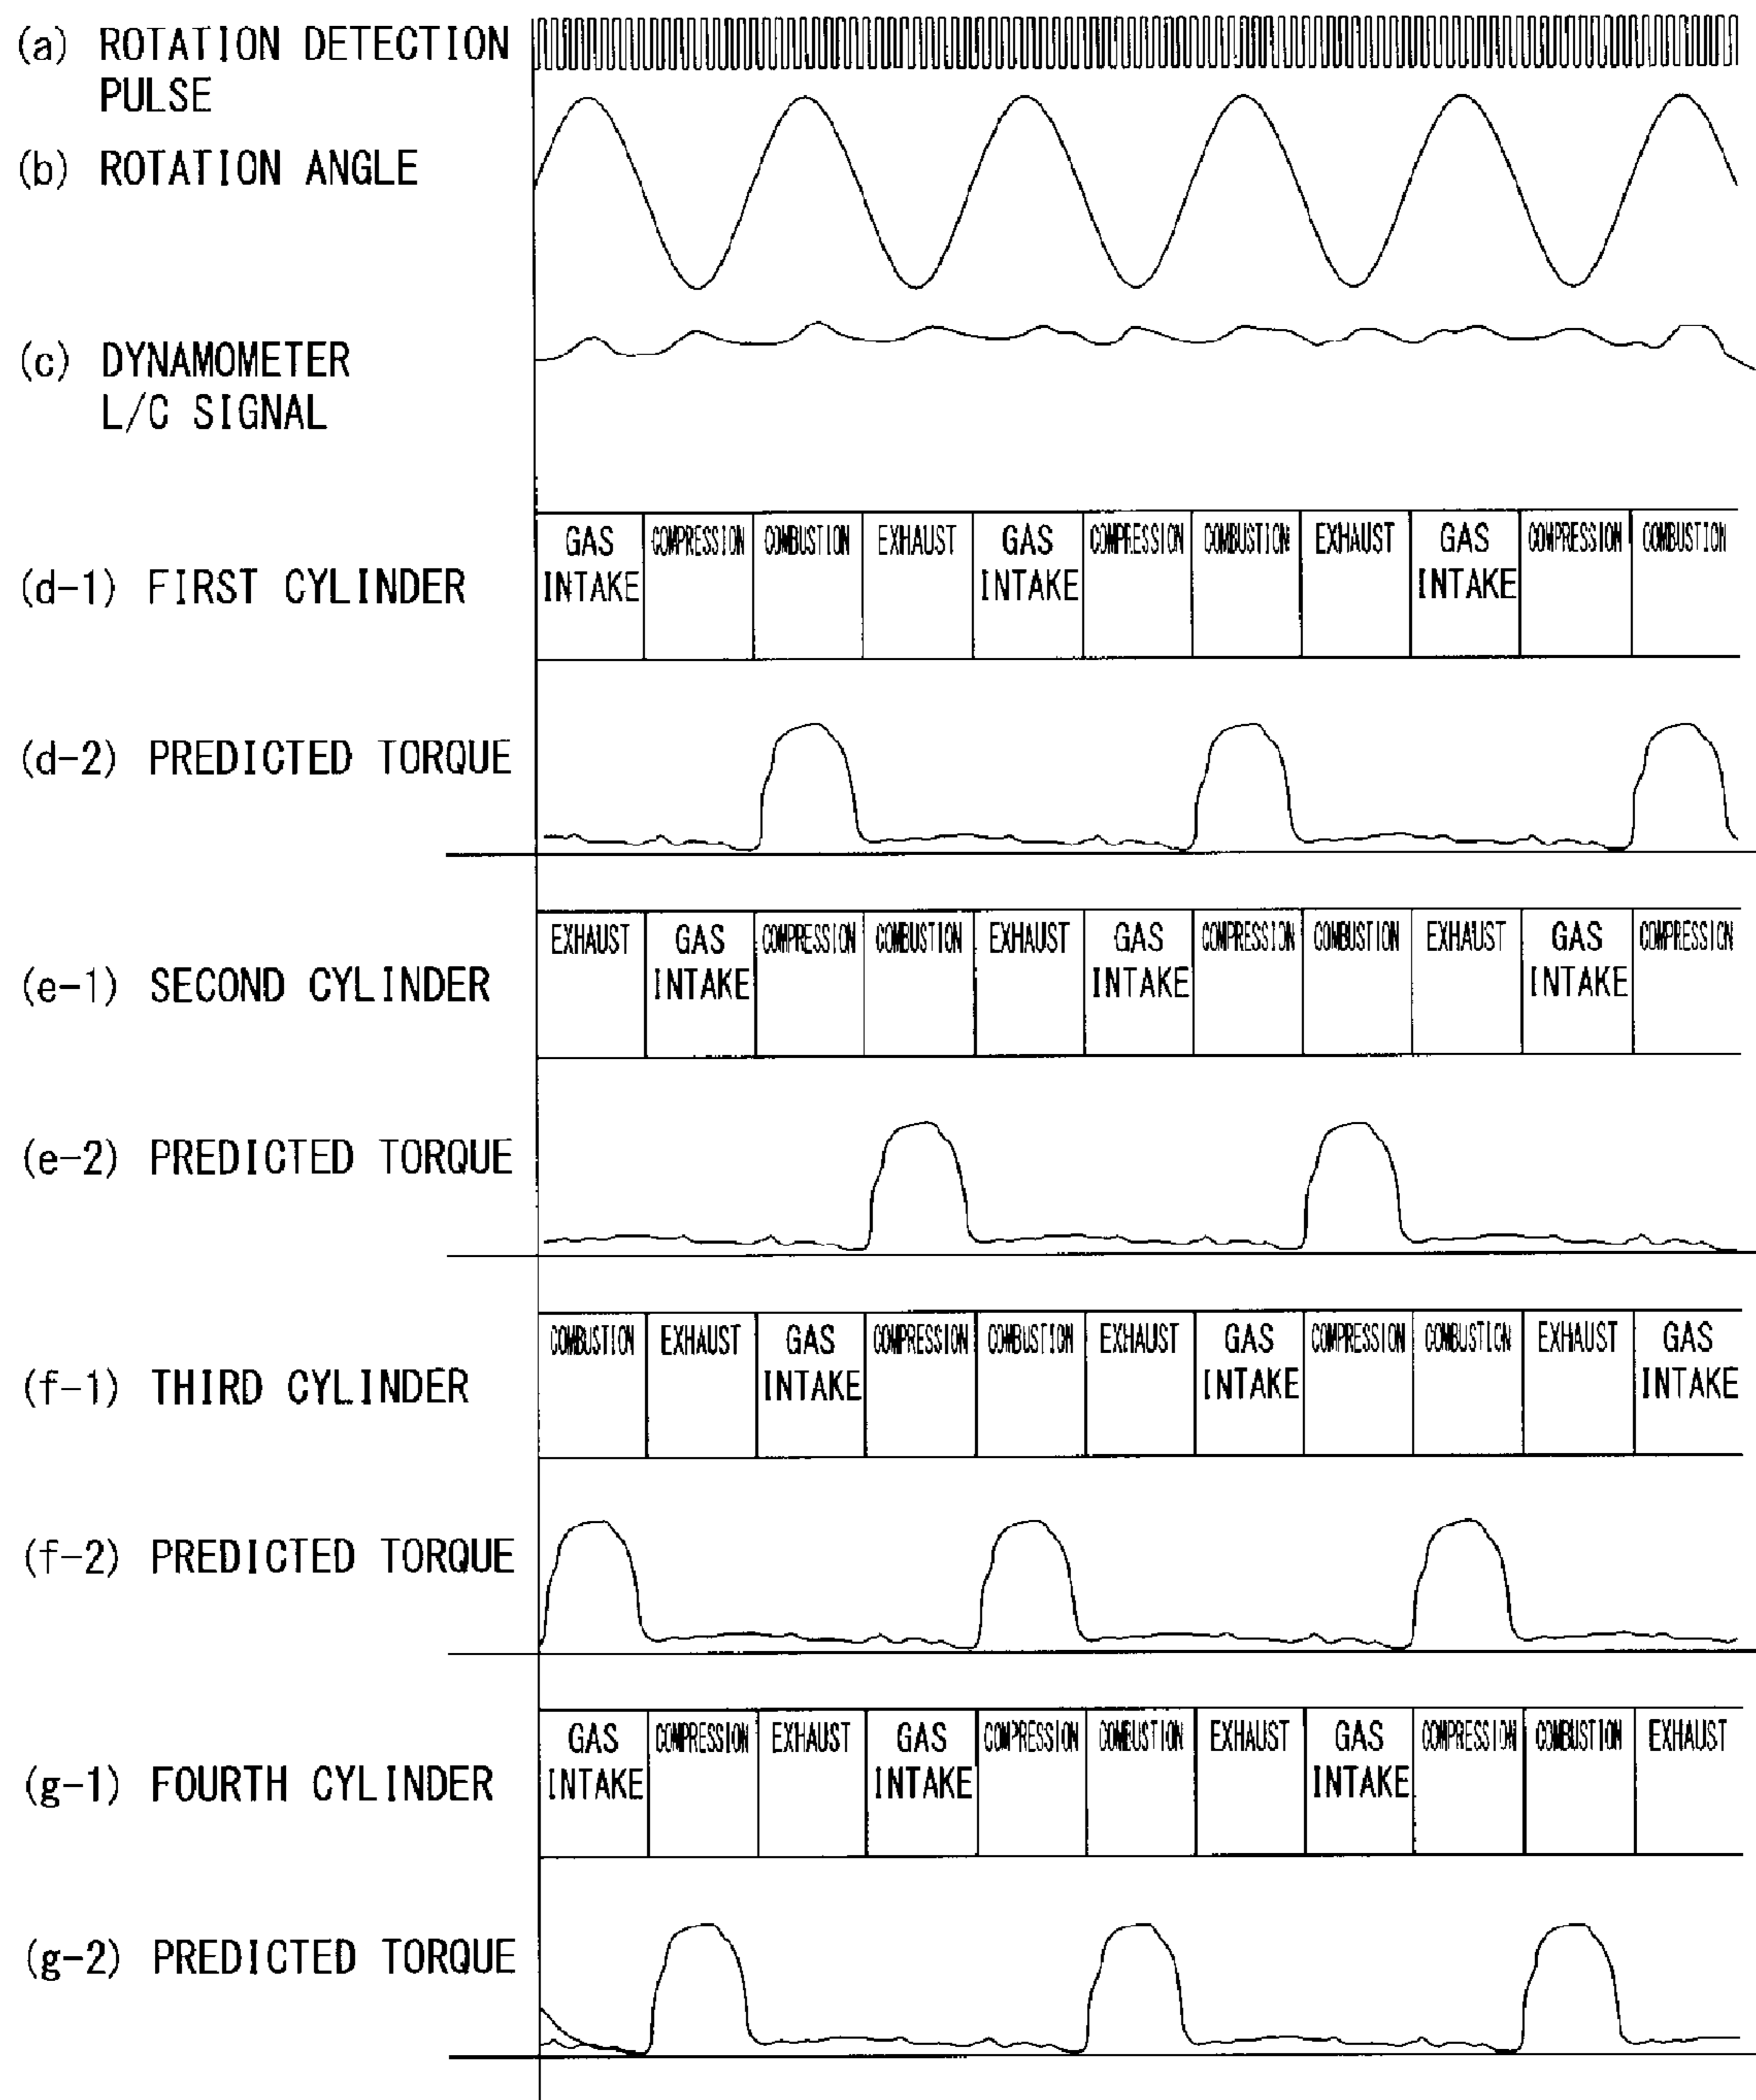 (a) ROTATION DETECTION
PULSE
(b) ROTATION ANGLE
(c) DYNAMOMETER
L/C SIGNAL
GAS INTAKE COMPRESSION COMBUSTION EXHAUST GAS INTAKE COMPRESSION COMBUSTION EXHAUST GAS INTAKE COMPRESSION COMBUSTION
(d-1) FIRST CYLINDER
(d-2) PREDICTED TORQUE
EXHAUST GAS INTAKE COMPRESSION COMBUSTION EXHAUST GAS INTAKE COMPRESSION COMBUSTION EXHAUST GAS INTAKE COMPRESSION
(e-1) SECOND CYLINDER
(e-2) PREDICTED TORQUE
COMBUSTION EXHAUST GAS INTAKE COMPRESSION COMBUSTION EXHAUST GAS INTAKE COMPRESSION COMBUSTION EXHAUST GAS INTAKE
(f-1) THIRD CYLINDER
(f-2) PREDICTED TORQUE
GAS INTAKE COMPRESSION EXHAUST GAS INTAKE COMPRESSION COMBUSTION EXHAUST GAS INTAKE COMPRESSION COMBUSTION EXHAUST
(g-1) FOURTH CYLINDER
(g-2) PREDICTED TORQUE